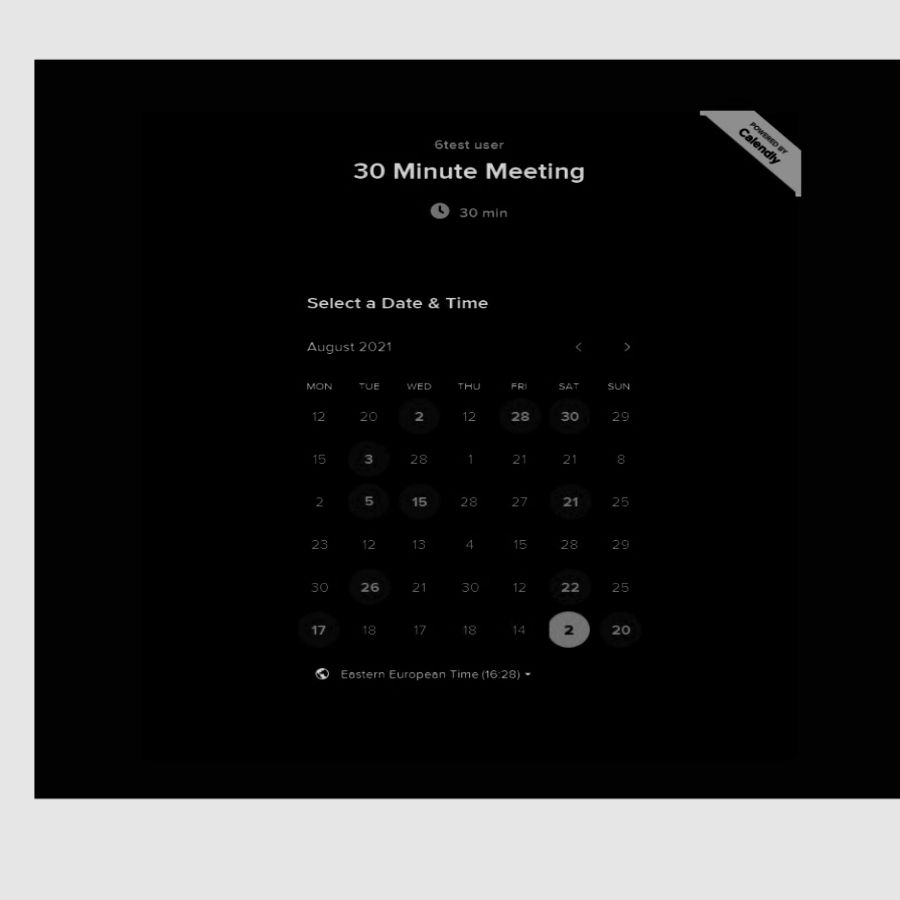 POWERED BY
Calendly
6test user
30 Minute Meeting
30 min
Select a Date & Time
August 2021 < >
MON TUE WED THU FRI SAT SUN
12 20 2 12 28 30 29
15 3 28 1 21 21 8
2 5 15 28 27 21 25
23 12 13 4 15 28 29
30 26 21 30 12 22 25
17 18 17 18 14 2 20
Eastern European Time (16:28)